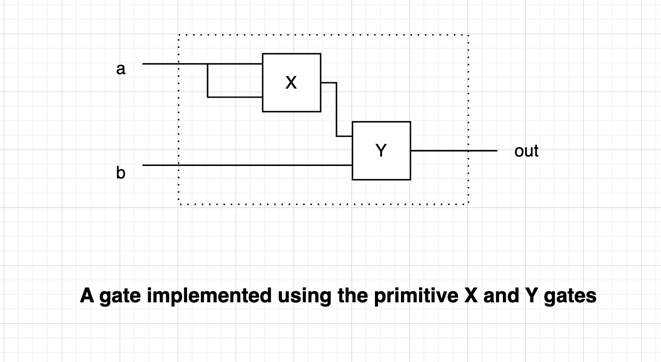 a
X
Y
out
b
A gate implemented using the primitive X and Y gates